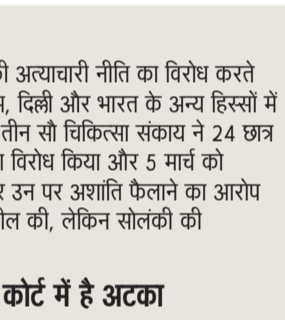 ी अत्याचारी नीति का विरोध करते
, दिल्ली और भारत के अन्य हिस्सों में
तीन सौ चिकित्सा संकाय ने 24 छात्र
विरोध किया और 5 मार्च को
उन पर अशांति फैलाने का आरोप
ील की, लेकिन सोलंकी की
कोर्ट में है अटका